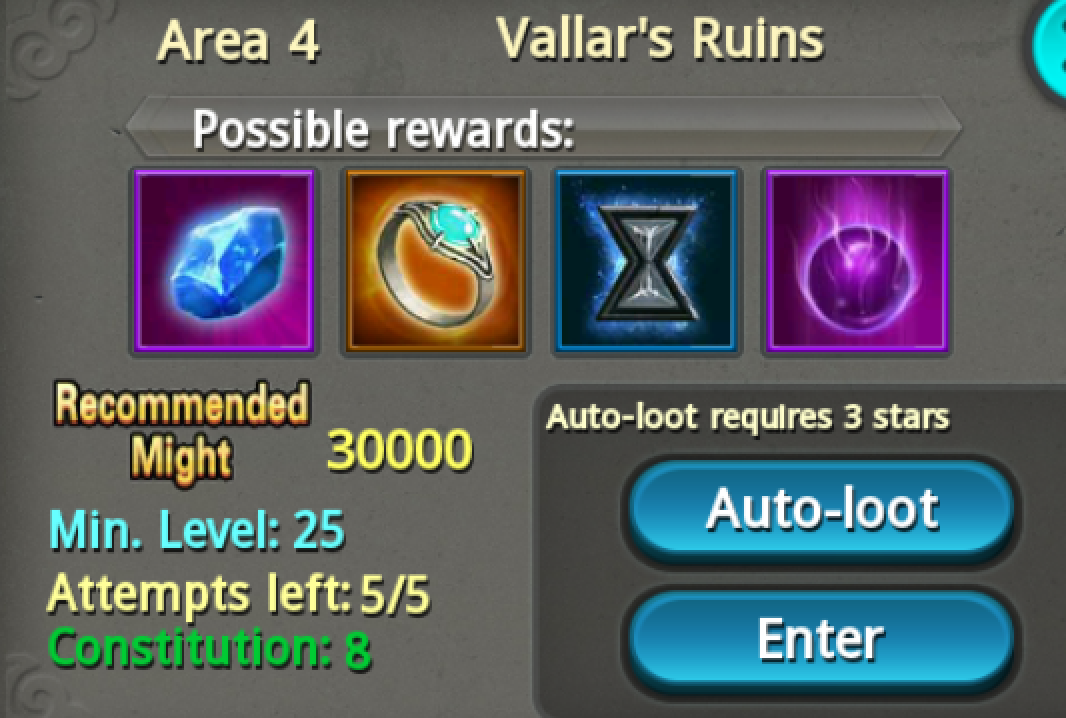 Area 4 Vallar's Ruins
Possible rewards:
Recommended
Might 30000
Auto-loot requires 3 stars
Auto-loot
Min. Level: 25
Attempts left: 5/5
Constitution: 8
Enter